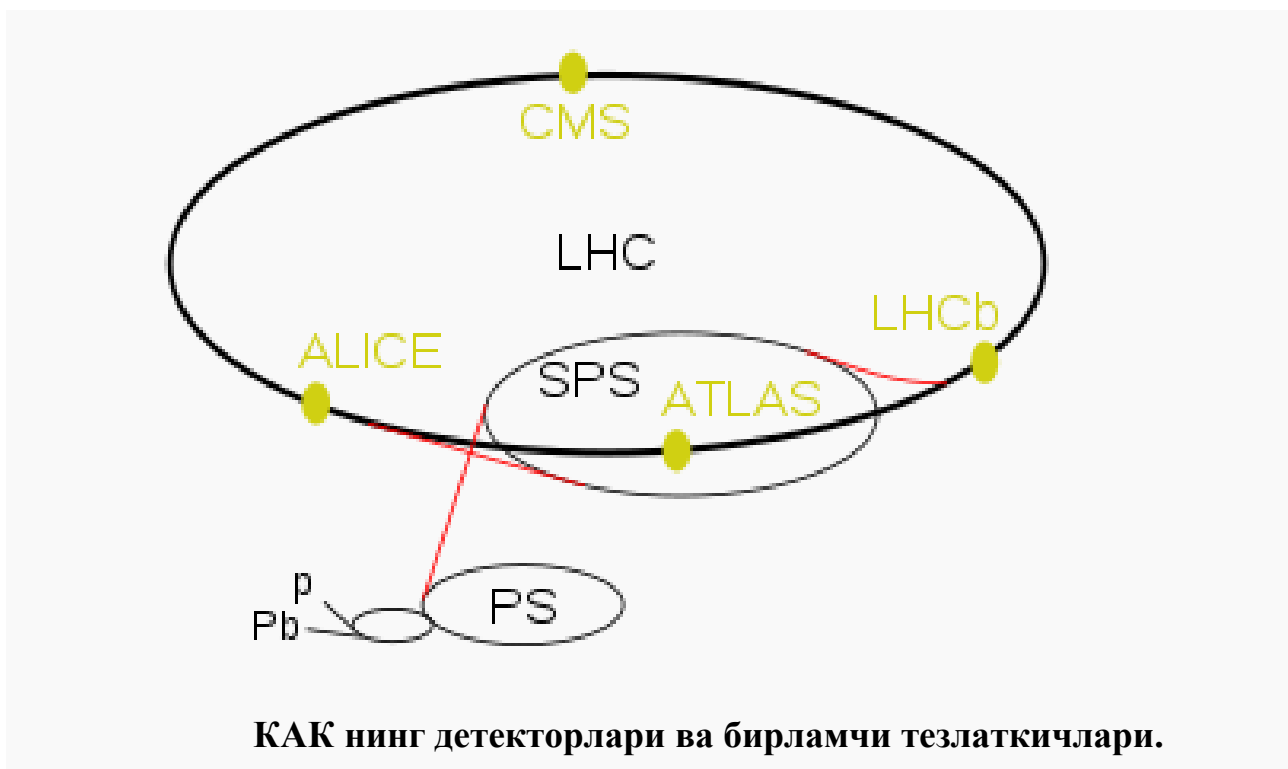 CMS
LHC
LHCb
ALICE
SPS
ATLAS
p
PS
Pb
КАК нинг детекторлари ва бирламчи тезлаткичлари.